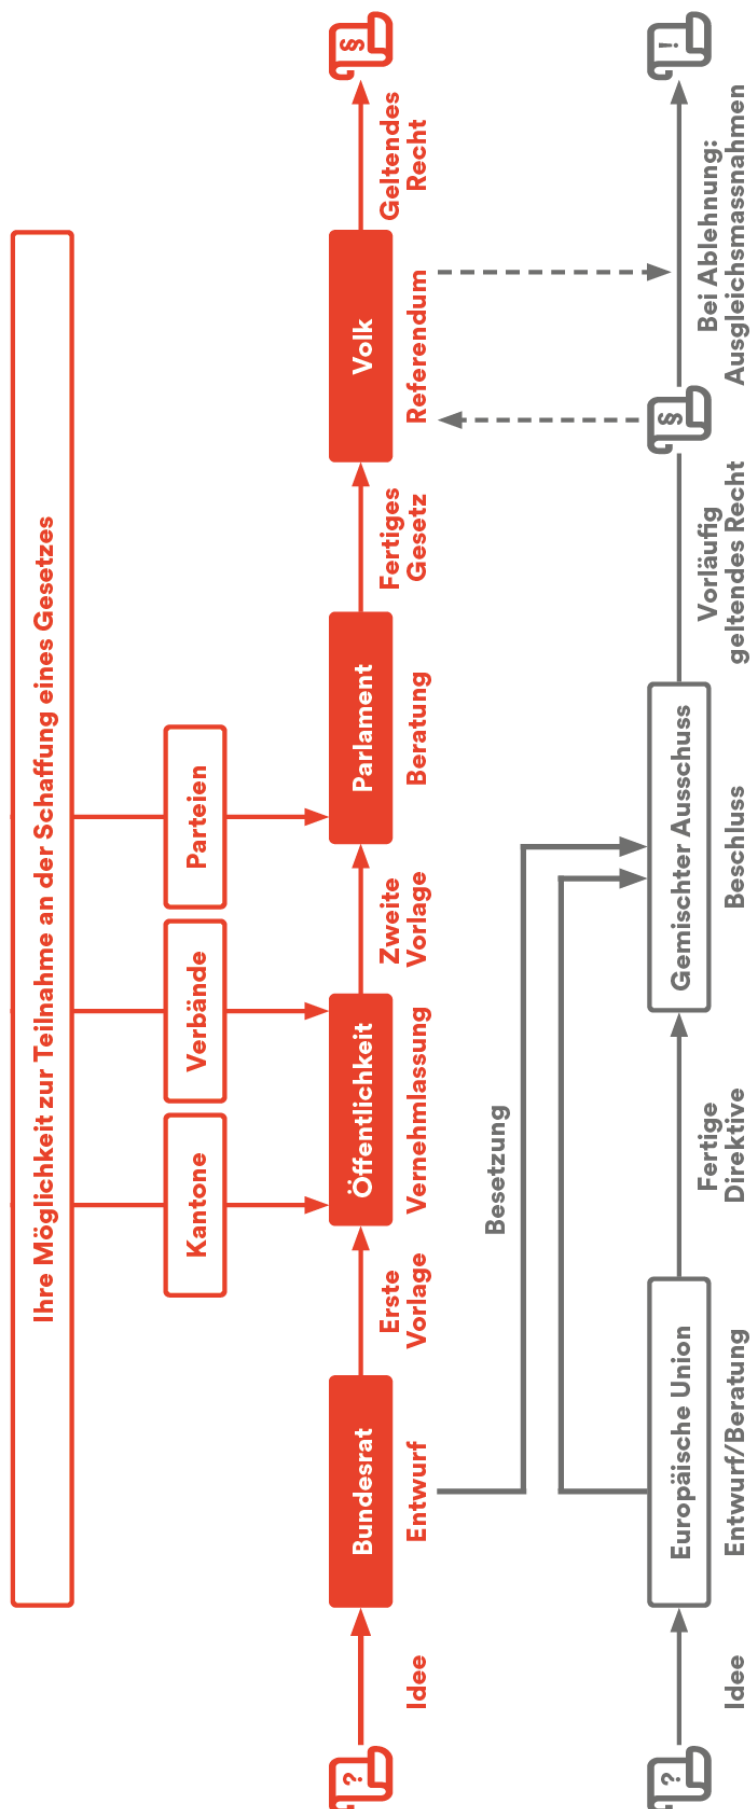 Ihre Möglichkeit zur Teilnahme an der Schaffung eines Gesetzes
Kantone
Verbände
Parteien
?
Idee
Bundesrat
Entwurf
Erste
Vorlage
Öffentlichkeit
Vernehmlassung
Zweite
Vorlage
Parlament
Beratung
Fertiges
Gesetz
Volk
Referendum
Geltendes
Recht
§
Besetzung
?
Idee
Europäische Union
Entwurf/Beratung
Fertige
Direktive
Gemischter Ausschuss
Beschluss
Vorläufig
geltendes Recht
§
Bei Ablehnung:
Ausgleichsmassnahmen
!